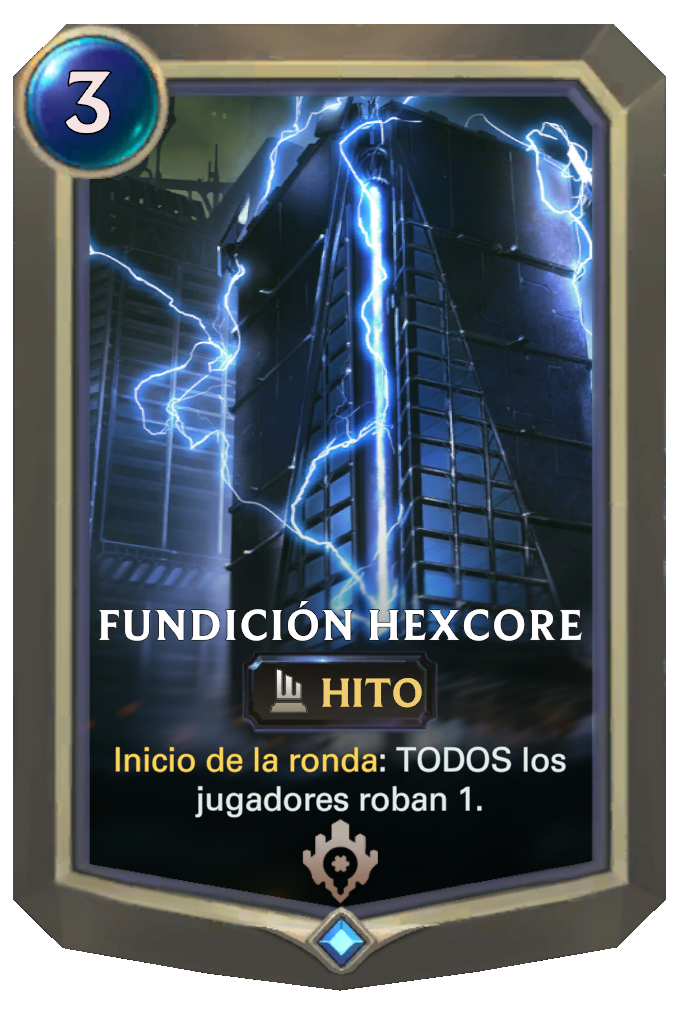 3
FUNDICIÓN HEXCORE
HITO
Inicio de la ronda: TODOS los
jugadores roban 1.